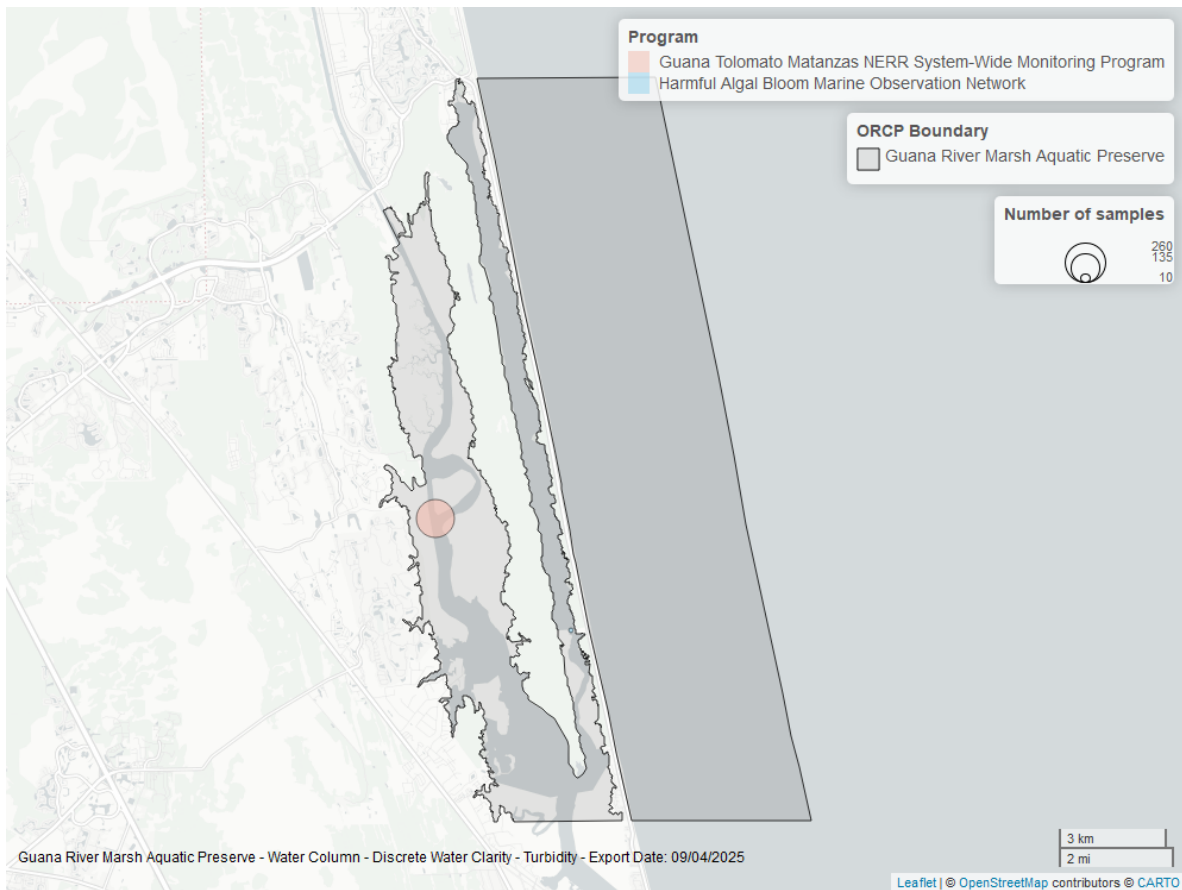 Program
Guana Tolomato Matanzas NERR System-Wide Monitoring Program
Harmful Algal Bloom Marine Observation Network
ORCP Boundary
Guana River Marsh Aquatic Preserve
Number of samples
260
135
10
3 km
2 mi
Guana River Marsh Aquatic Preserve - Water Column - Discrete Water Clarity - Turbidity - Export Date: 09/04/2025
Leaflet | © OpenStreetMap contributors © CARTO